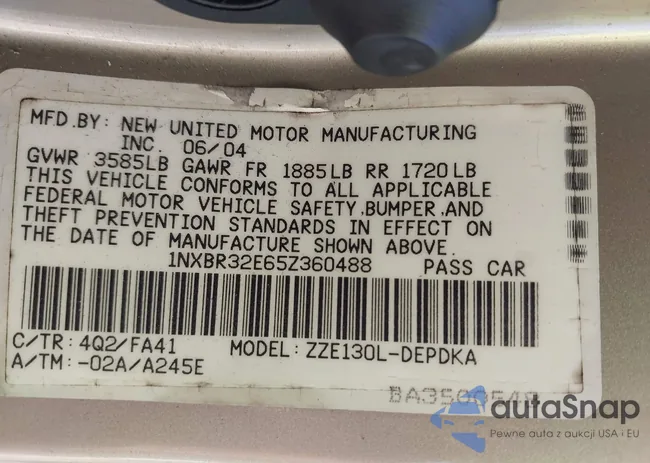 MFD.BY: NEW UNITED MOTOR MANUFACTURING
INC. 06/04
GVWR 3585LB GAWR FR 1885LB RR 1720LB
THIS VEHICLE CONFORMS TO ALL APPLICABLE
FEDERAL MOTOR VEHICLE SAFETY,BUMPER,AND
THEFT PREVENTION STANDARDS IN EFFECT ON
THE DATE OF MANUFACTURE SHOWN ABOVE.
1NXBR32E65Z360488 PASS CAR
C/TR: 4Q2/FA41 MODEL: ZZE130L-DEPDKA
A/TM: -02A/A245E
autaSnap
Pewne auta z aukcji USA i EU